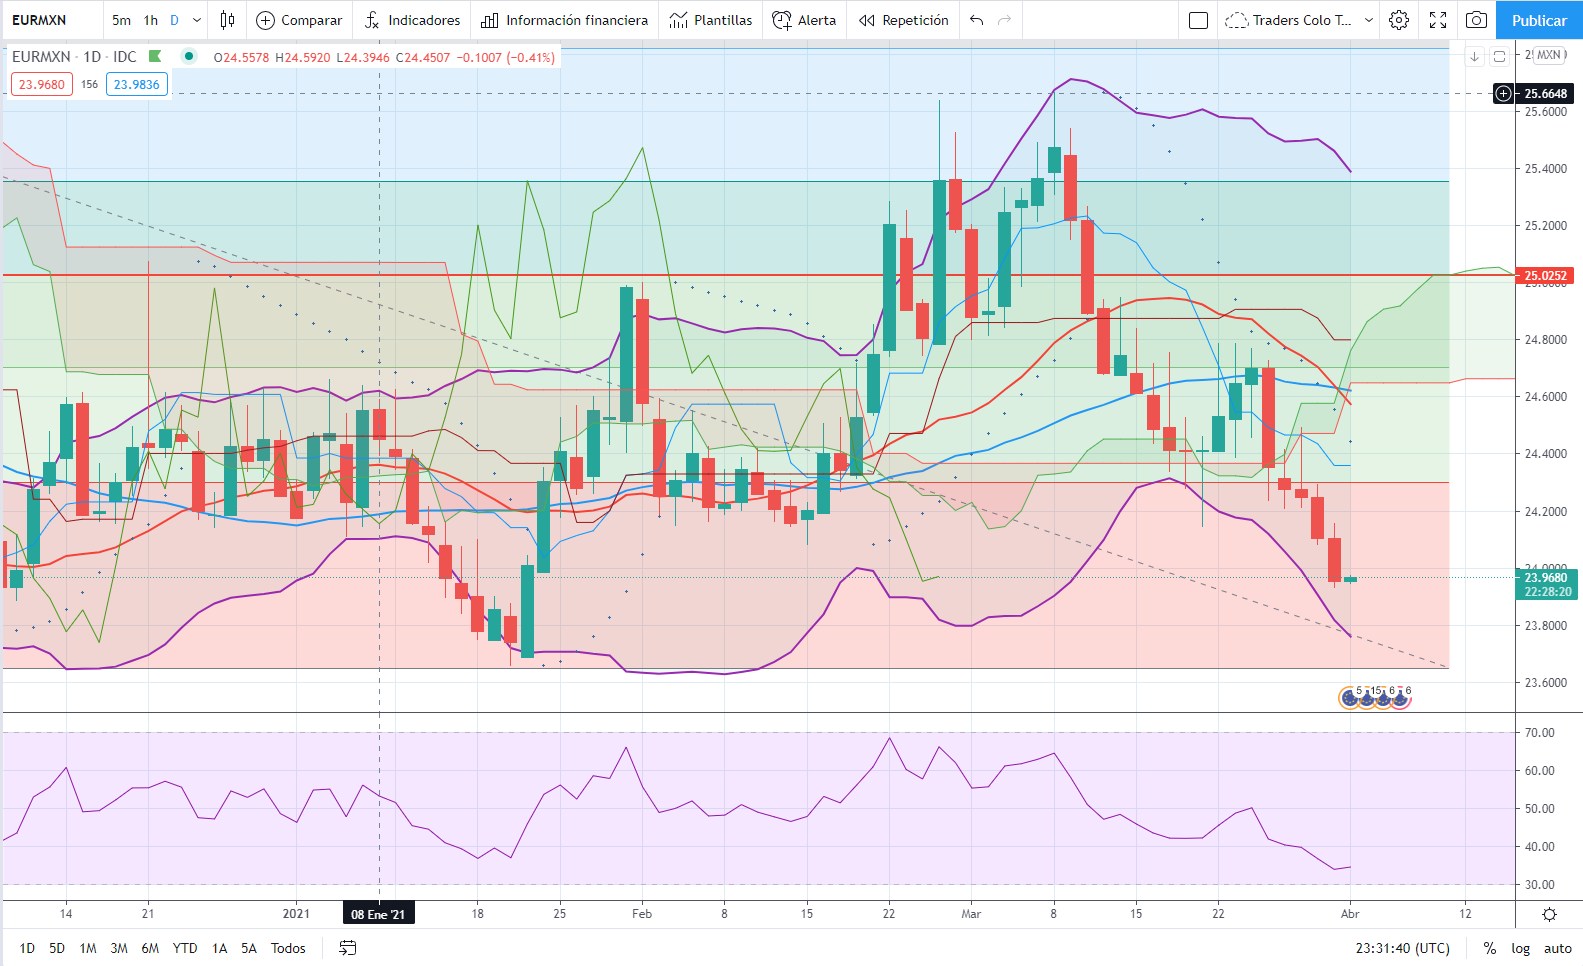 EURMXN 5m 1h D Comparar Indicadores Información financiera Plantillas Alerta Repetición Traders Colo T... Publicar
EURMXN · 1D · IDC O24.5578 H24.5920 L24.3946 C24.4507 −0.1007 (−0.41%)
MXN
23.9680 156 23.9836
25.6648
25.6000
25.4000
25.2000
25.0252
24.8000
24.6000
24.4000
24.2000
24.0000
23.9680
22:28:20
23.8000
23.6000
5 15 6 6
70.00
60.00
50.00
40.00
30.00
14 21 2021 08 Ene '21 18 25 Feb 8 15 22 Mar 8 15 22 Abr 12
1D 5D 1M 3M 6M YTD 1A 5A Todos 23:31:40 (UTC) % log auto